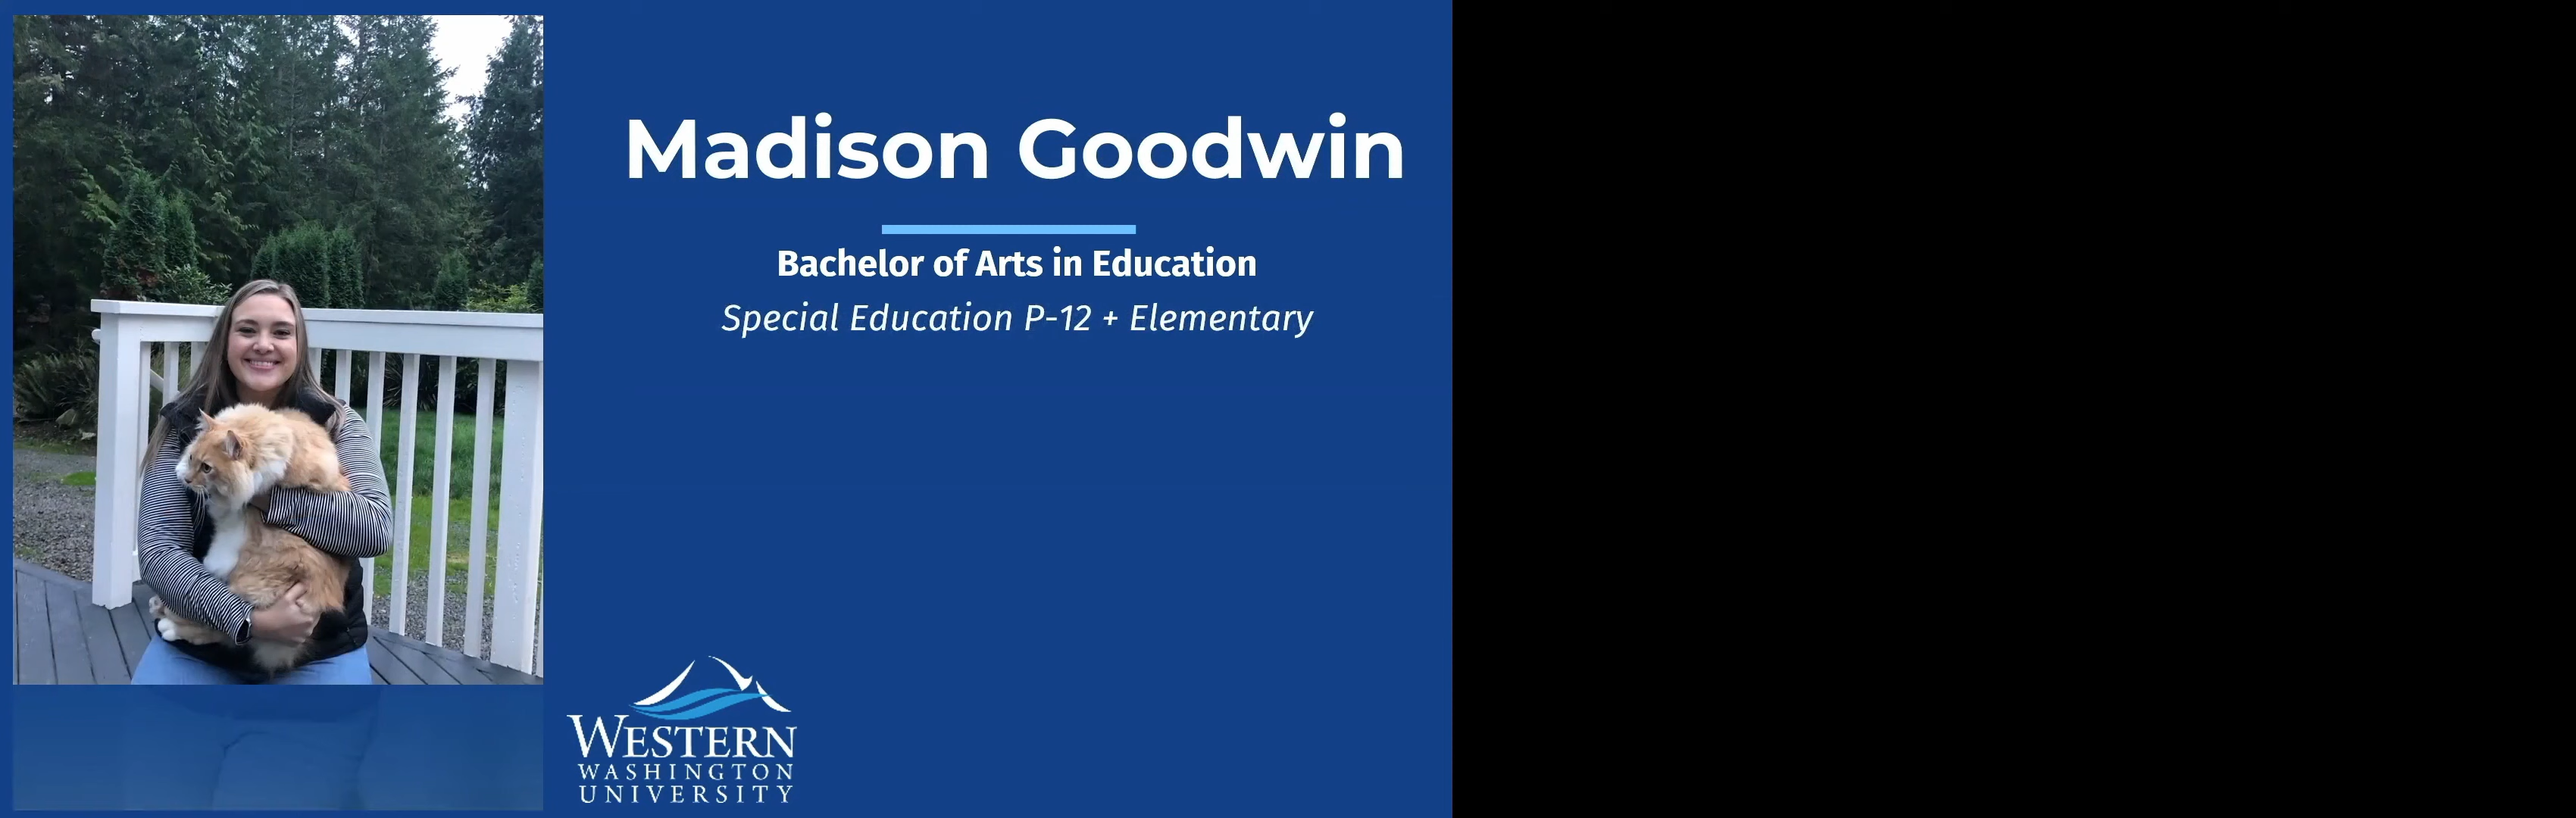 Madison Goodwin
Bachelor of Arts in Education
Special Education P-12 + Elementary
WESTERN
WASHINGTON
UNIVERSITY